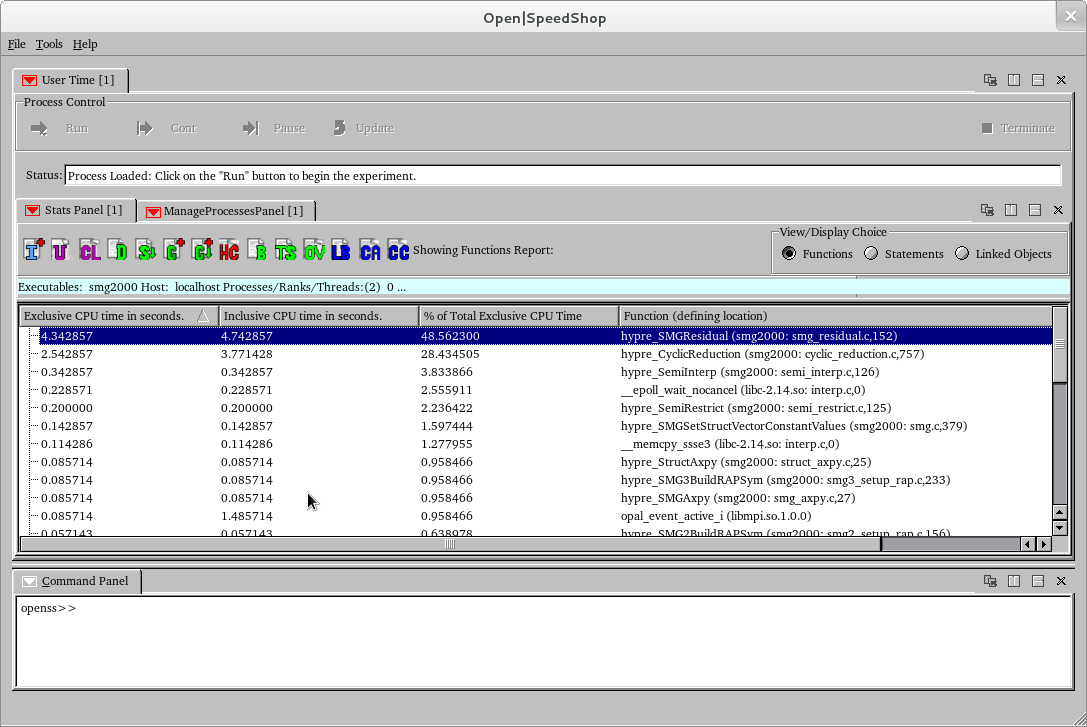 Open|SpeedShop
File Tools Help
User Time [1]
Process Control
Run Cont Pause Update Terminate
Status: Process Loaded: Click on the "Run" button to begin the experiment.
Stats Panel [1] ManageProcessesPanel [1]
I U CL D S G G HC B TS OV LB CA CC Showing Functions Report:
View/Display Choice
Functions Statements Linked Objects
Executables: smg2000 Host: localhost Processes/Ranks/Threads:(2) 0 ...
Exclusive CPU time in seconds. Inclusive CPU time in seconds. % of Total Exclusive CPU Time Function (defining location)
4.342857 4.742857 48.562300 hypre_SMGResidual (smg2000: smg_residual.c,152)
2.542857 3.771428 28.434505 hypre_CyclicReduction (smg2000: cyclic_reduction.c,757)
0.342857 0.342857 3.833866 hypre_SemiInterp (smg2000: semi_interp.c,126)
0.228571 0.228571 2.555911 __epoll_wait_nocancel (libc-2.14.so: interp.c,0)
0.200000 0.200000 2.236422 hypre_SemiRestrict (smg2000: semi_restrict.c,125)
0.142857 0.142857 1.597444 hypre_SMGSetStructVectorConstantValues (smg2000: smg.c,379)
0.114286 0.114286 1.277955 __memcpy_ssse3 (libc-2.14.so: interp.c,0)
0.085714 0.085714 0.958466 hypre_StructAxpy (smg2000: struct_axpy.c,25)
0.085714 0.085714 0.958466 hypre_SMG3BuildRAPSym (smg2000: smg3_setup_rap.c,233)
0.085714 0.085714 0.958466 hypre_SMGAxpy (smg2000: smg_axpy.c,27)
0.085714 1.485714 0.958466 opal_event_active_i (libmpi.so.1.0.0)
0.057143 0.057143 0.638978 hypre_SMG2BuildRAPSym (smg2000: smg2_setup_rap.c,156)
Command Panel
openss>>